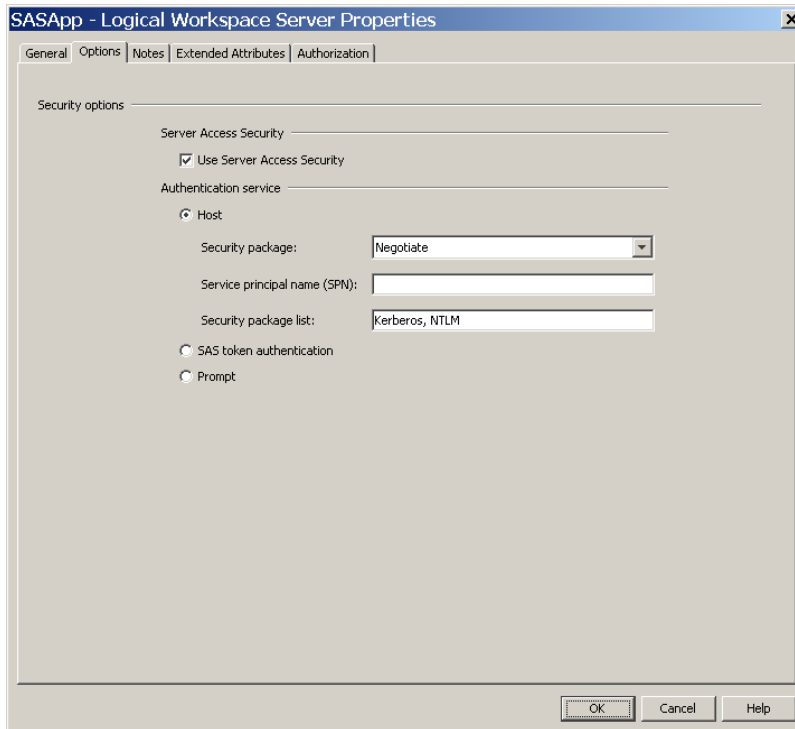 SASApp - Logical Workspace Server Properties
General Options Notes Extended Attributes Authorization
Security options
Server Access Security
Use Server Access Security
Authentication service
Host
Security package: Negotiate
Service principal name (SPN):
Security package list: Kerberos, NTLM
SAS token authentication
Prompt
OK Cancel Help